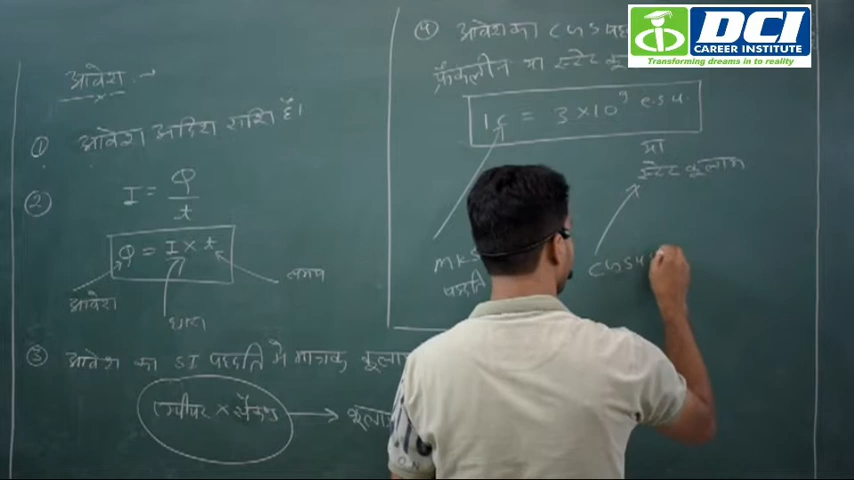 आवेश :→
① आवेश अदिश राशि है।
② I = Q/t
Q = I × t
आवेश
धारा
समय
③ आवेश का SI पद्धति में मात्रक कूलाम
एम्पीयर × सेकण्ड → कूलाम
④ आवेश का CGS
फ्रेंकलीन या स्टेट
1C = 3×10⁹ e.s.u.
या
स्टेट कूलाम
MKS
पद्धति
CGS
DCI
CAREER INSTITUTE
Transforming dreams in to reality